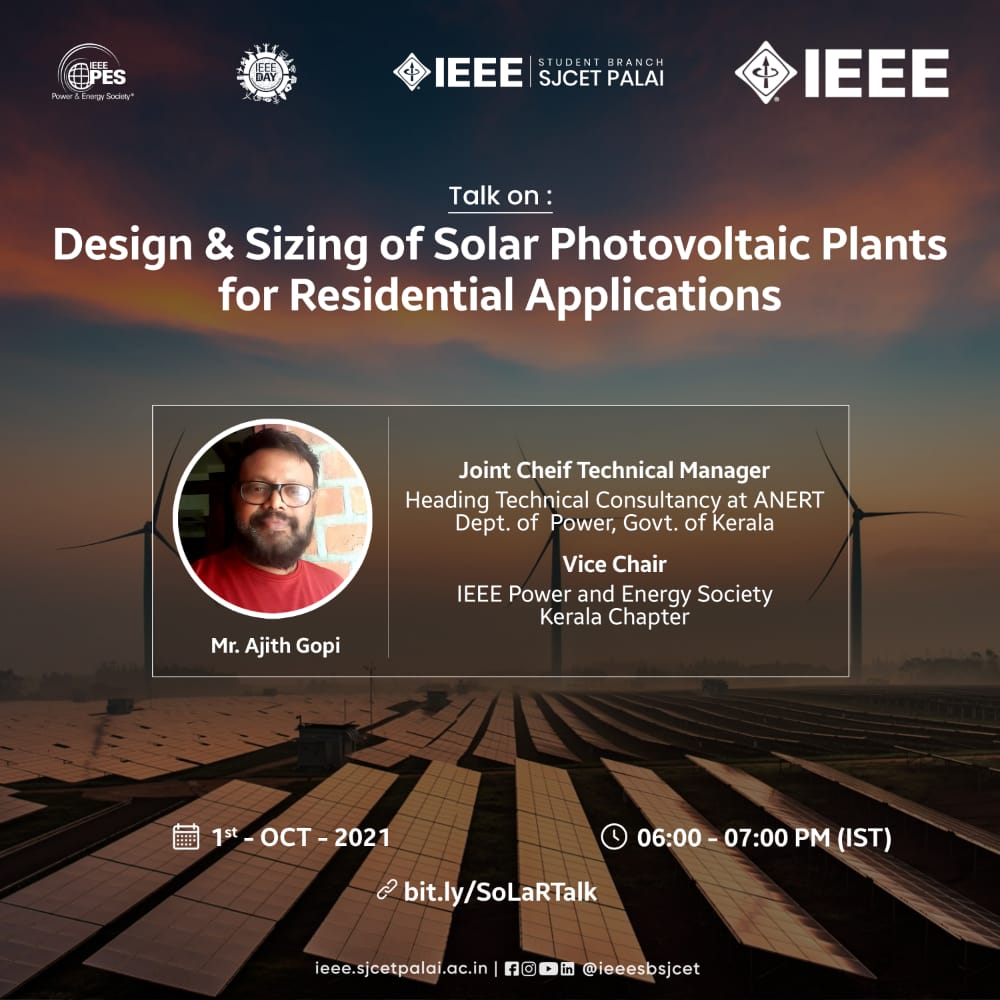 IEEE
PES
Power & Energy Society®
IEEE
DAY
IEEE
STUDENT BRANCH
SJCET PALAI
IEEE
Talk on :
Design & Sizing of Solar Photovoltaic Plants
for Residential Applications
Joint Cheif Technical Manager
Heading Technical Consultancy at ANERT
Dept. of Power, Govt. of Kerala
Vice Chair
IEEE Power and Energy Society
Kerala Chapter
Mr. Ajith Gopi
1st - OCT - 2021
06:00 - 07:00 PM (IST)
bit.ly/SoLaRTalk
ieee.sjcetpalai.ac.in | @ieeesbsjcet